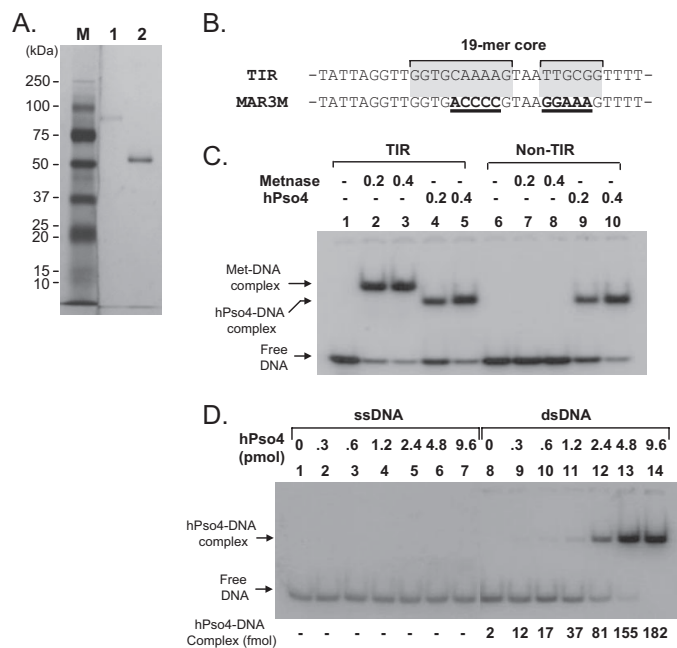 A.
M 1 2
(kDa)
250
100
75
50
37
25
20
15
10
B.
19-mer core
TIR -TATTAGGTTGGTGCAAAAGTAATTGCGGTTTT-
MAR3M -TATTAGGTTGGTGACCCCGTAAGGAAAGTTTT-
C.
TIR Non-TIR
Metnase - 0.2 0.4 - - - 0.2 0.4 - -
hPso4 - - - 0.2 0.4 - - - 0.2 0.4
1 2 3 4 5 6 7 8 9 10
Met-DNA
complex
hPso4-DNA
complex
Free
DNA
D.
ssDNA dsDNA
hPso4 0 .3 .6 1.2 2.4 4.8 9.6 0 .3 .6 1.2 2.4 4.8 9.6
(pmol)
1 2 3 4 5 6 7 8 9 10 11 12 13 14
hPso4-DNA
complex
Free
DNA
hPso4-DNA
Complex (fmol) - - - - - - - 2 12 17 37 81 155 182